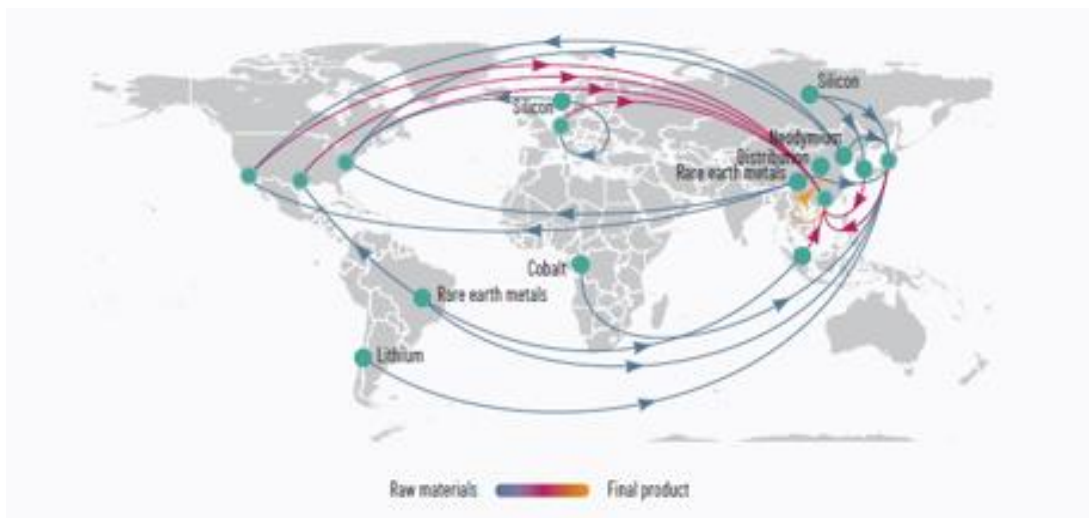 Silicon
Silicon
Neodymium
Distribution
Rare earth metals
Cobalt
Rare earth metals
Lithium
Raw materials
Final product